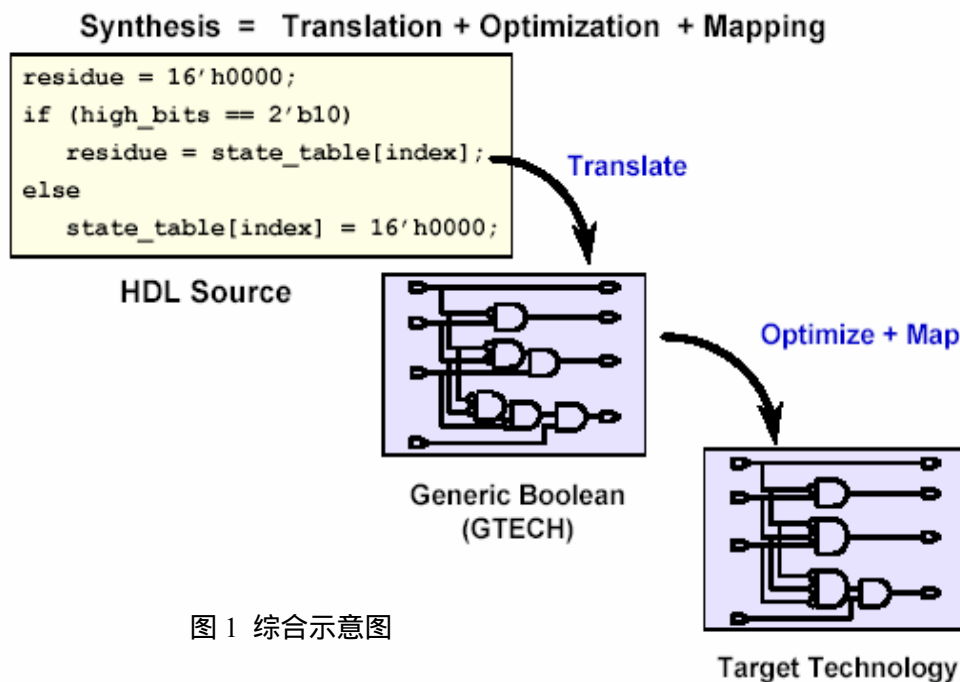 Synthesis = Translation + Optimization + Mapping
residue = 16'h0000;
if (high_bits == 2'b10)
residue = state_table[index];
else
state_table[index] = 16'h0000;
Translate
HDL Source
Optimize + Map
Generic Boolean
(GTECH)
图 1 综合示意图
Target Technology